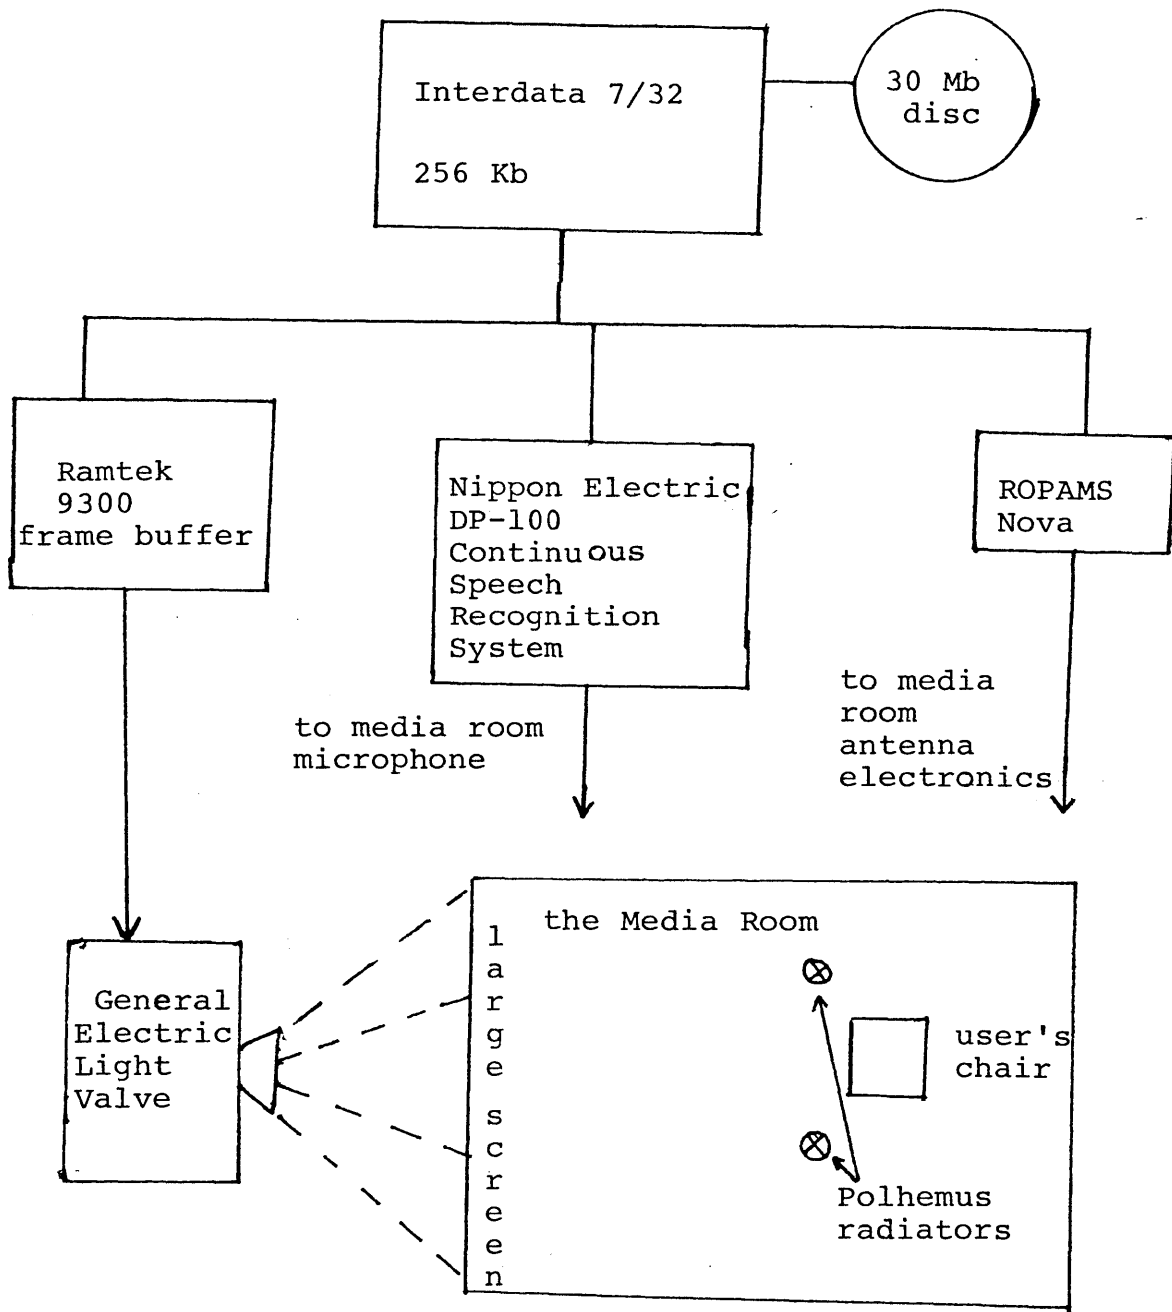 Interdata 7/32
256 Kb
30 Mb
disc
Ramtek
9300
frame buffer
Nippon Electric
DP-100
Continuous
Speech
Recognition
System
ROPAMS
Nova
to media room
microphone
to media
room
antenna
electronics
General
Electric
Light
Valve
large screen
the Media Room
user's
chair
Polhemus
radiators